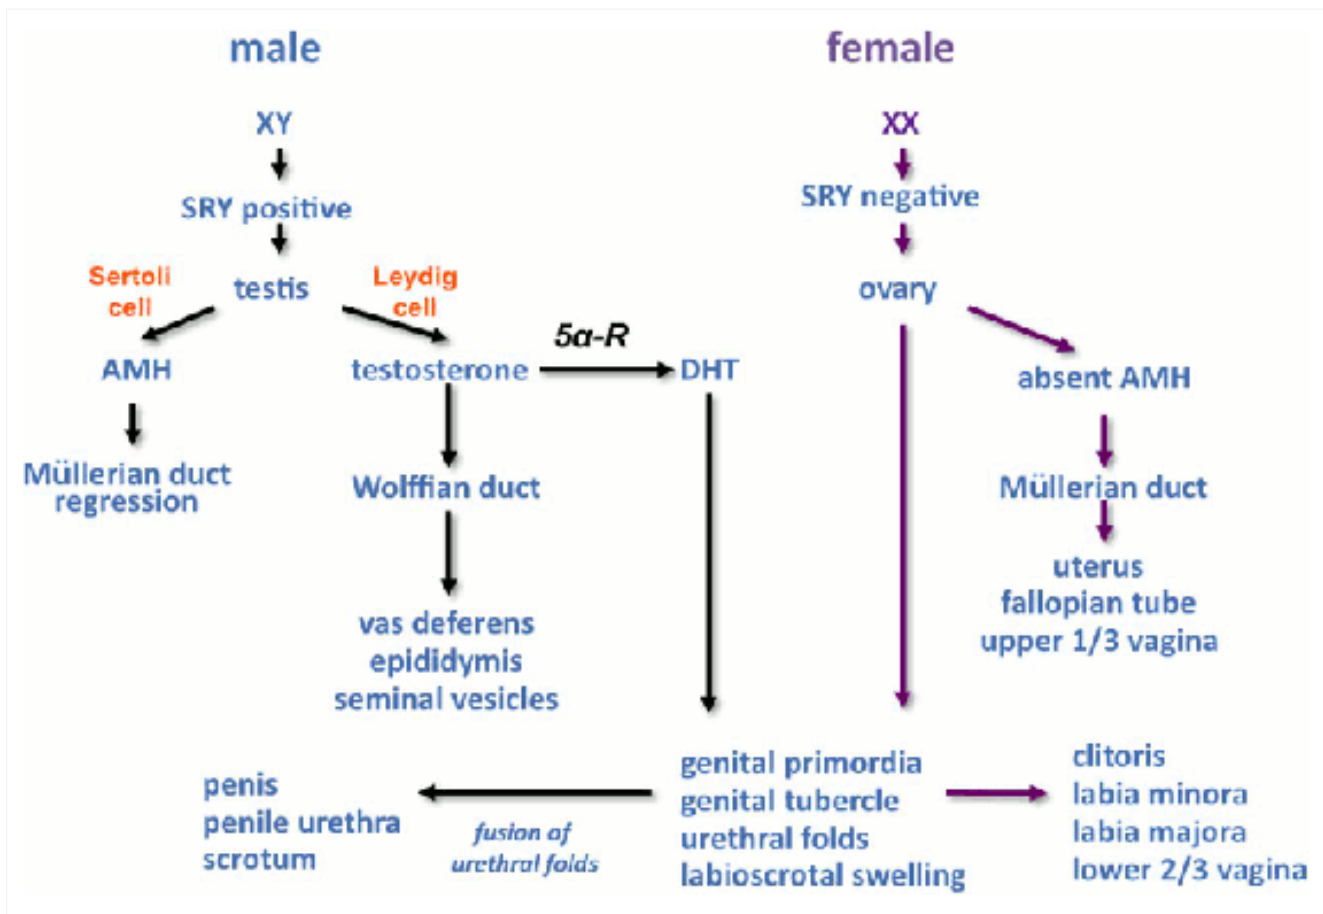 male
female
XY
XX
SRY positive
SRY negative
Sertoli
cell
testis
Leydig
cell
ovary
5α-R
AMH
testosterone
DHT
absent AMH
Müllerian duct
regression
Wolffian duct
Müllerian duct
uterus
fallopian tube
upper 1/3 vagina
vas deferens
epididymis
seminal vesicles
penis
penile urethra
scrotum
fusion of
urethral folds
genital primordia
genital tubercle
urethral folds
labioscrotal swelling
clitoris
labia minora
labia majora
lower 2/3 vagina